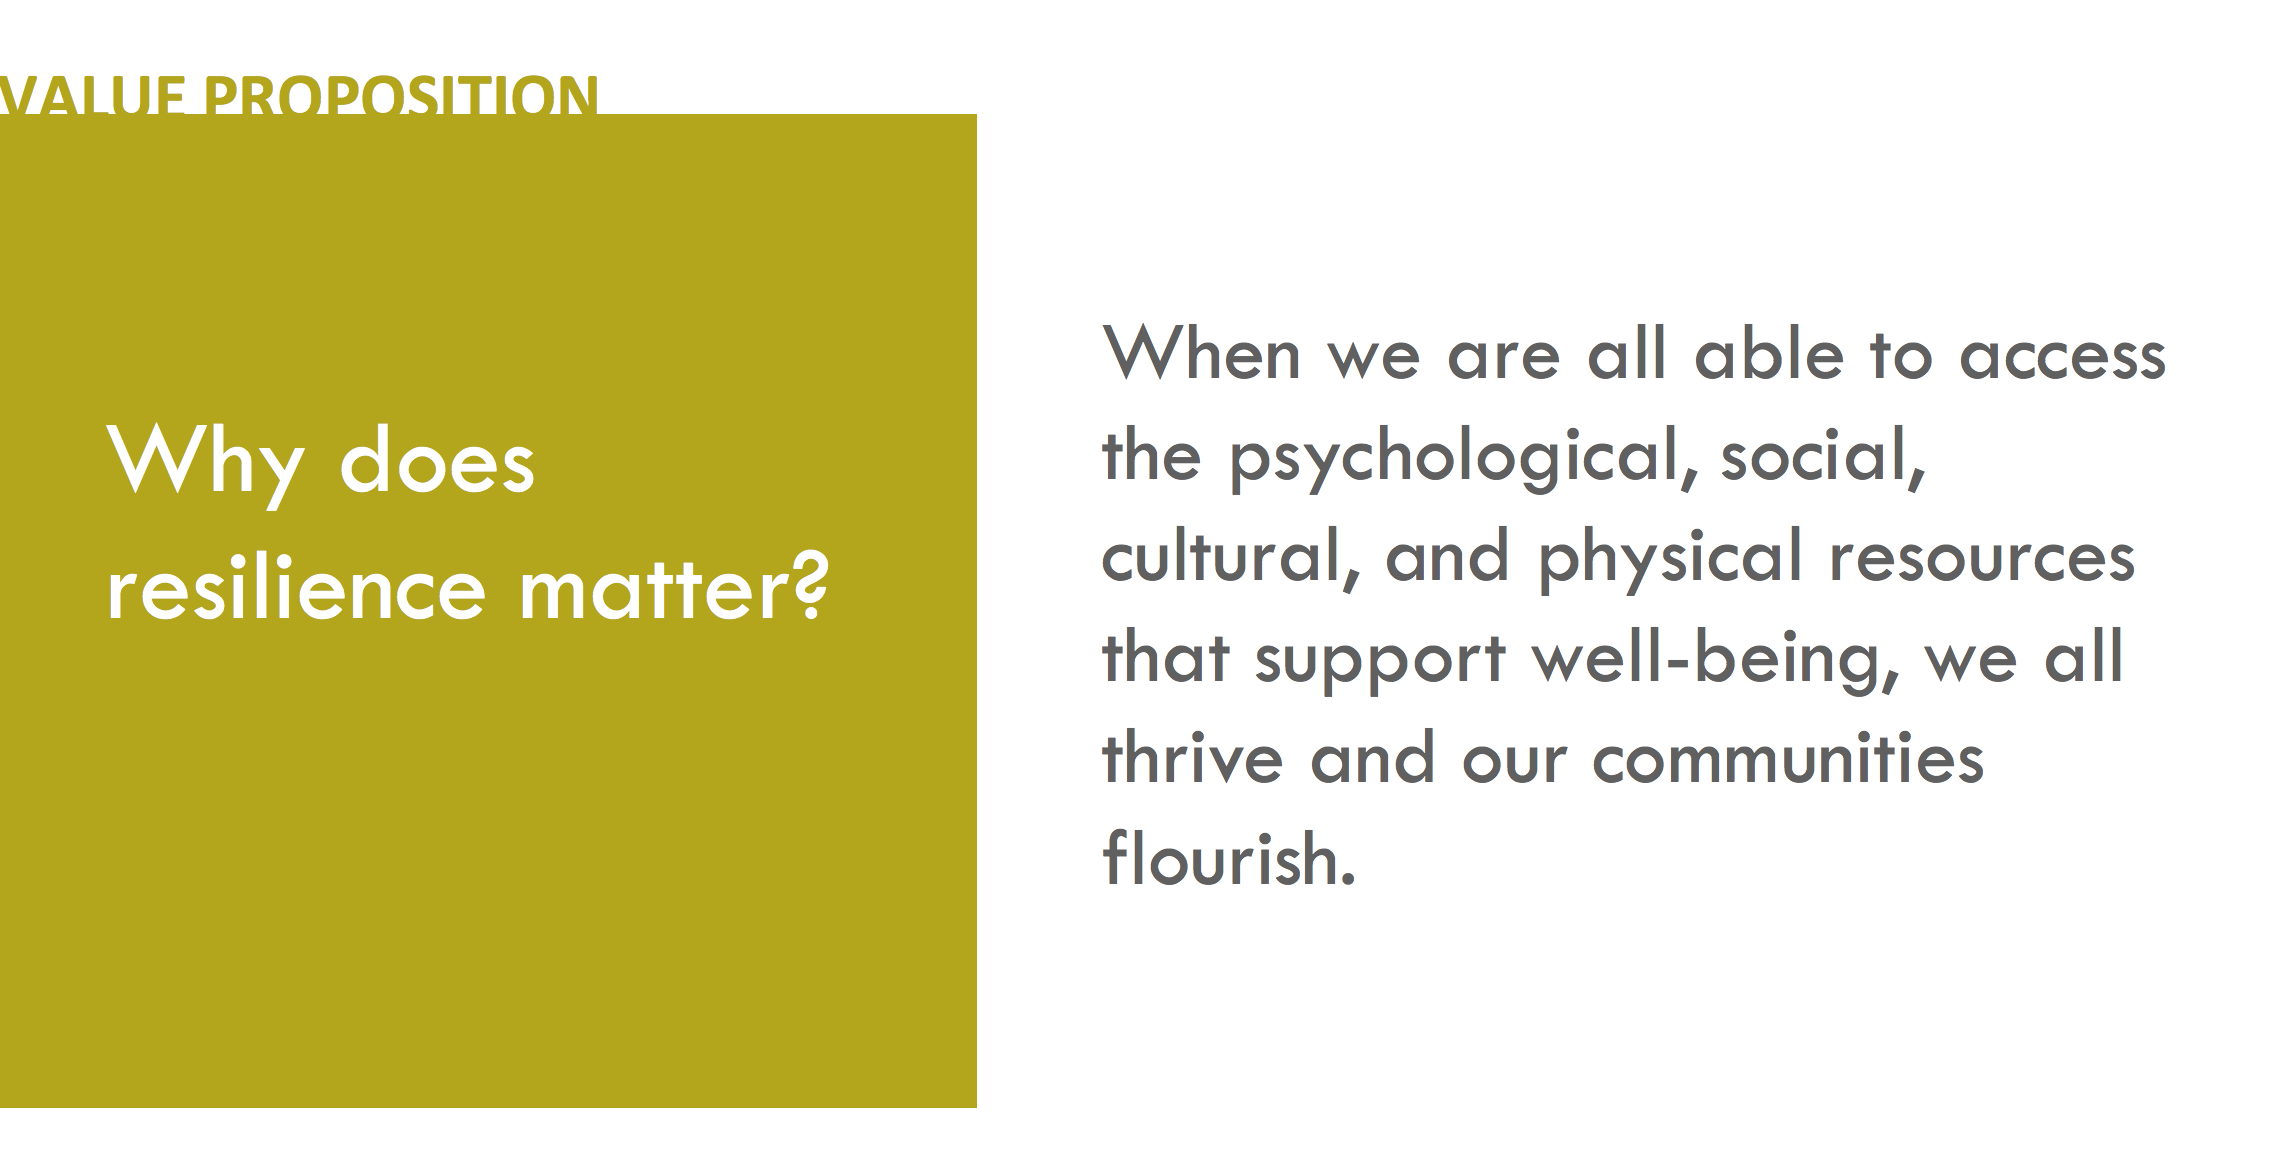 VALUE PROPOSITION
Why does
resilience matter?
When we are all able to access
the psychological, social,
cultural, and physical resources
that support well-being, we all
thrive and our communities
flourish.